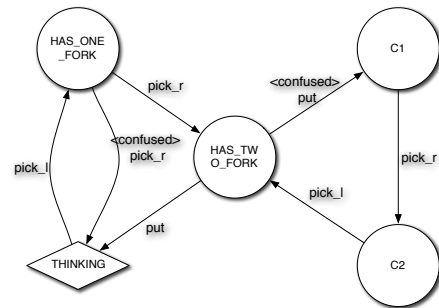 HAS_ONE
_FORK
C1
pick_r
<confused>
put
<confused>
pick_r
pick_r
HAS_TW
O_FORK
pick_l
pick_l
put
THINKING
C2